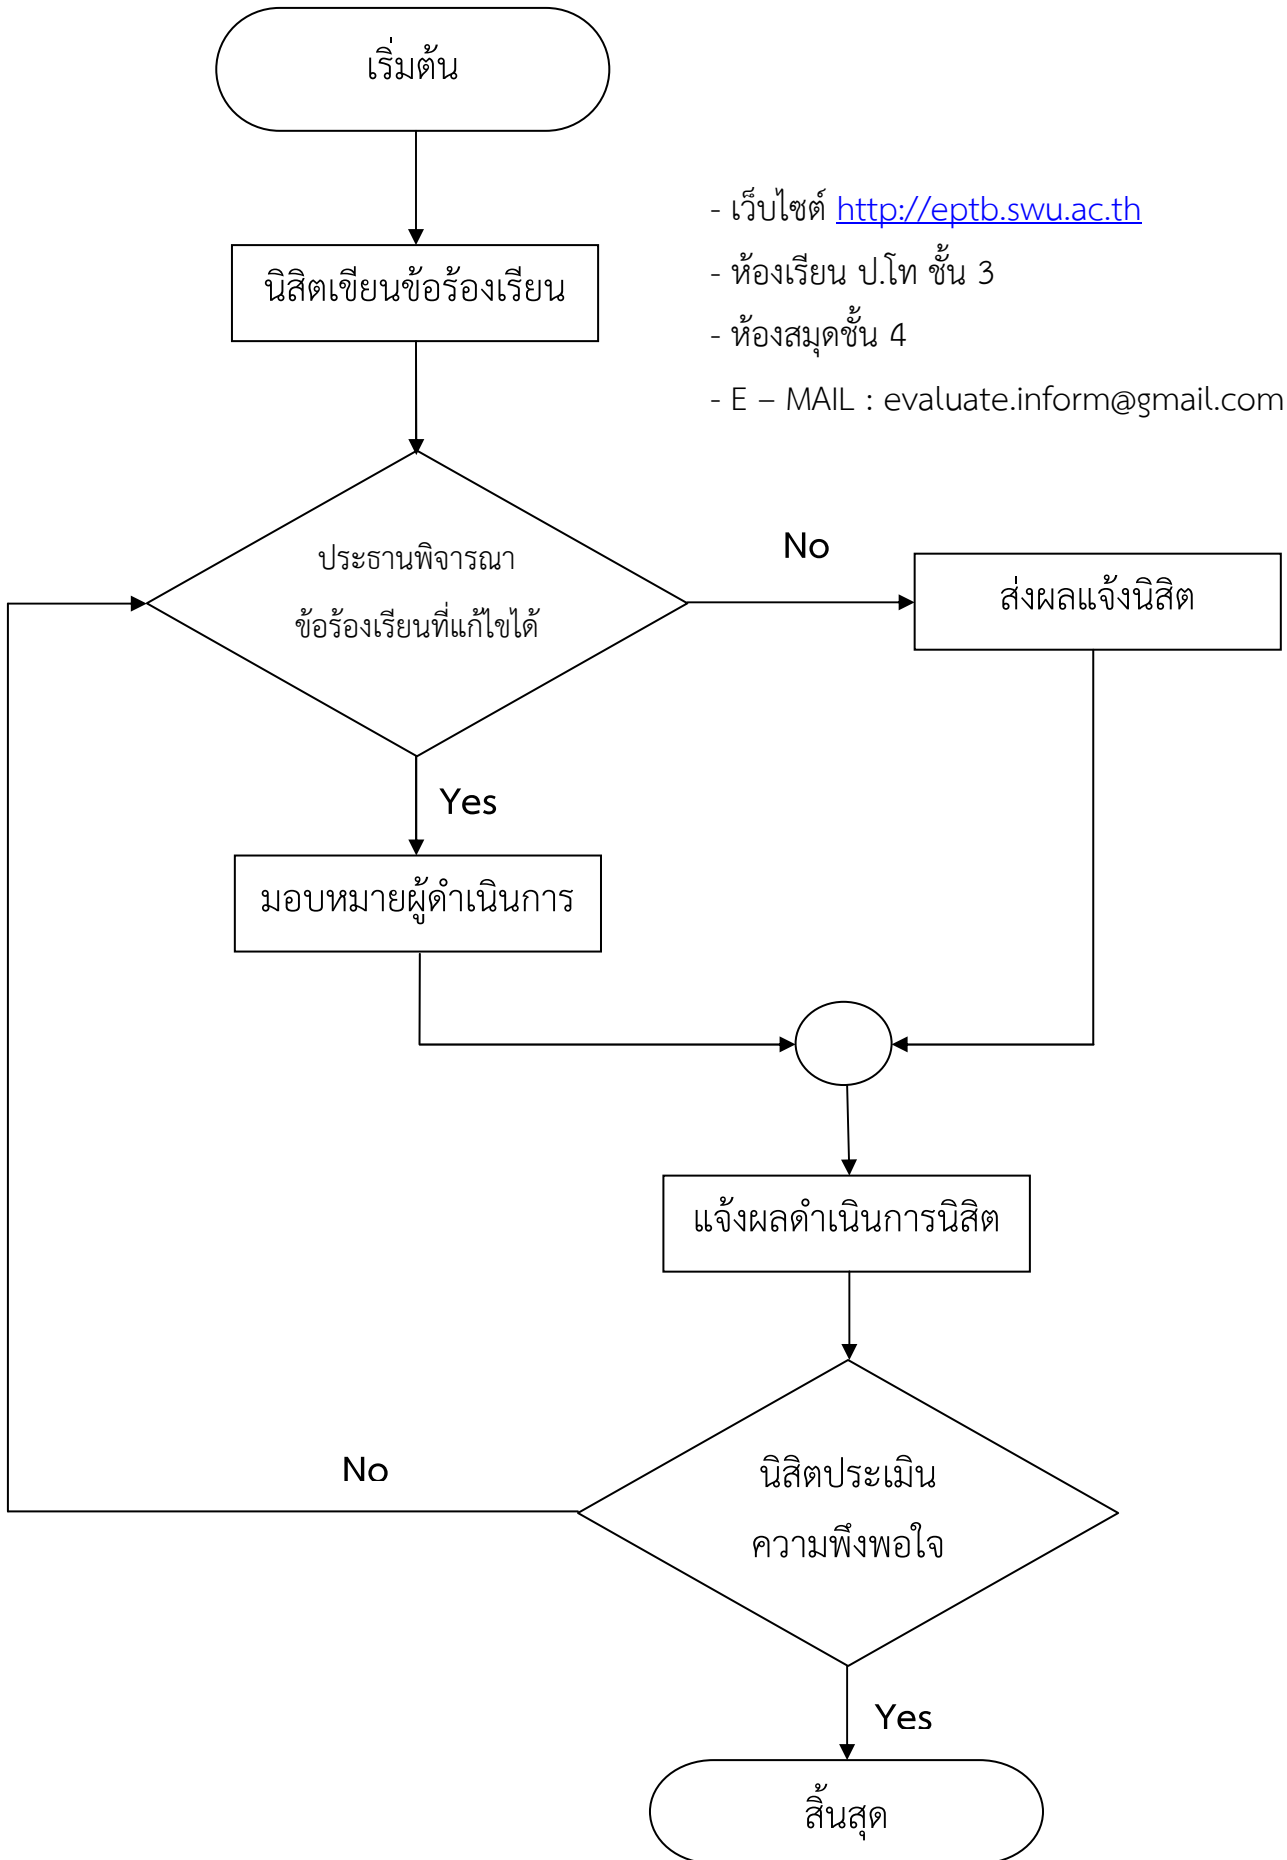 เริ่มต้น
- เว็บไซต์ http://eptb.swu.ac.th
- ห้องเรียน ป.โท ชั้น 3
- ห้องสมุดชั้น 4
- E – MAIL : evaluate.inform@gmail.com
นิสิตเขียนข้อร้องเรียน
ประธานพิจารณา
ข้อร้องเรียนที่แก้ไขได้
No
ส่งผลแจ้งนิสิต
Yes
มอบหมายผู้ดำเนินการ
แจ้งผลดำเนินการนิสิต
No
นิสิตประเมิน
ความพึงพอใจ
Yes
สิ้นสุด